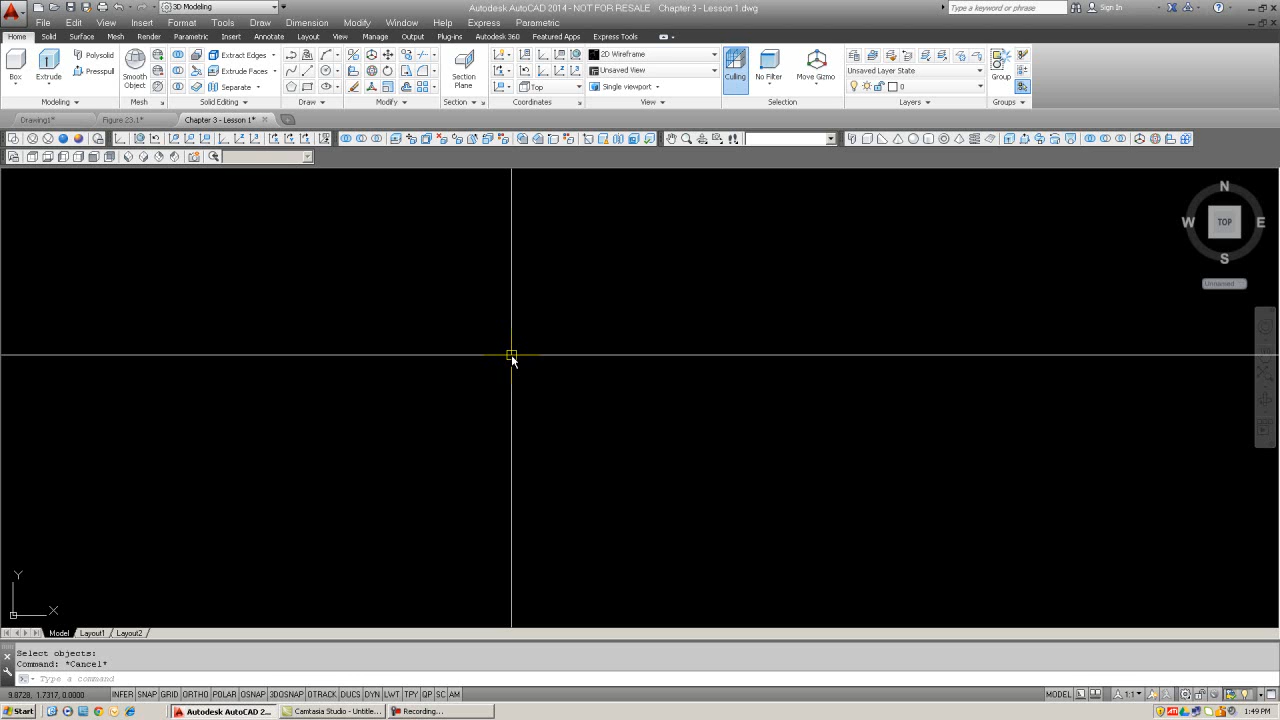 3D Modeling
Autodesk AutoCAD 2014 - NOT FOR RESALE Chapter 3 - Lesson 1.dwg
Type a keyword or phrase
Sign In
File Edit View Insert Format Tools Draw Dimension Modify Window Help Express Parametric
Home Solid Surface Mesh Render Parametric Insert Annotate Layout View Manage Output Plug-ins Autodesk 360 Featured Apps Express Tools
Polysolid Extract Edges 2D Wireframe
Unsaved Layer State
Presspull Extrude Faces Unsaved View
Box Extrude Smooth Object Section Plane Culling No Filter Move Gizmo Group
Separate Top Single viewport 0
Modeling Mesh Solid Editing Draw Modify Section Coordinates View Selection Layers Groups
Drawing1* Figure 23.1* Chapter 3 - Lesson 1*
N
W TOP E
S
Unnamed
Y
X
Model Layout1 Layout2
Select objects:
Command: *Cancel*
Type a command
9.8728, 1.7317, 0.0000 INFER SNAP GRID ORTHO POLAR OSNAP 3DOSNAP OTRACK DUCS DYN LWT TPY QP SC AM MODEL 1:1
Start Autodesk AutoCAD 2... Camtasia Studio - Untitle... Recording... 1:49 PM